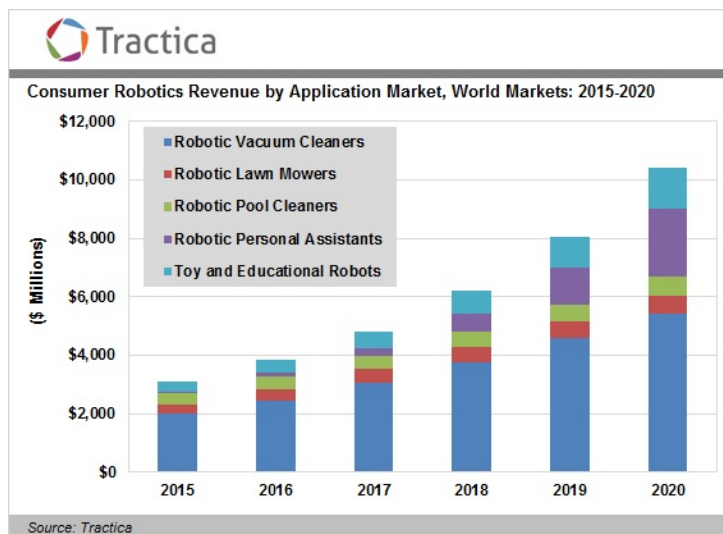 Tractica
Consumer Robotics Revenue by Application Market, World Markets: 2015-2020
$12,000
$10,000
$8,000
$6,000
$4,000
$2,000
$0
($ Millions)
Robotic Vacuum Cleaners
Robotic Lawn Mowers
Robotic Pool Cleaners
Robotic Personal Assistants
Toy and Educational Robots
2015 2016 2017 2018 2019 2020
Source: Tractica